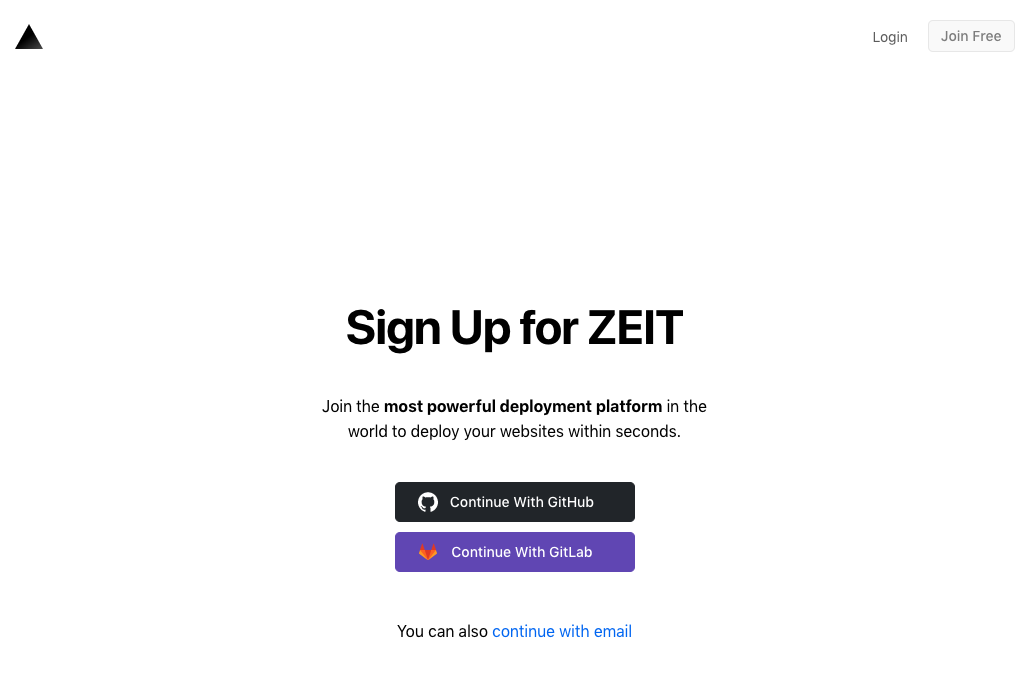 Login
Join Free
Sign Up for ZEIT
Join the most powerful deployment platform in the
world to deploy your websites within seconds.
Continue With GitHub
Continue With GitLab
You can also continue with email